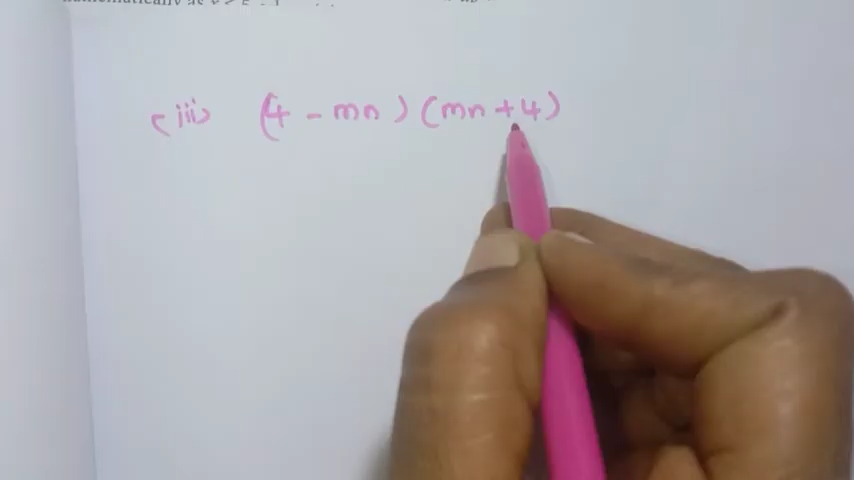 (iii) (4 - mn) (mn + 4)